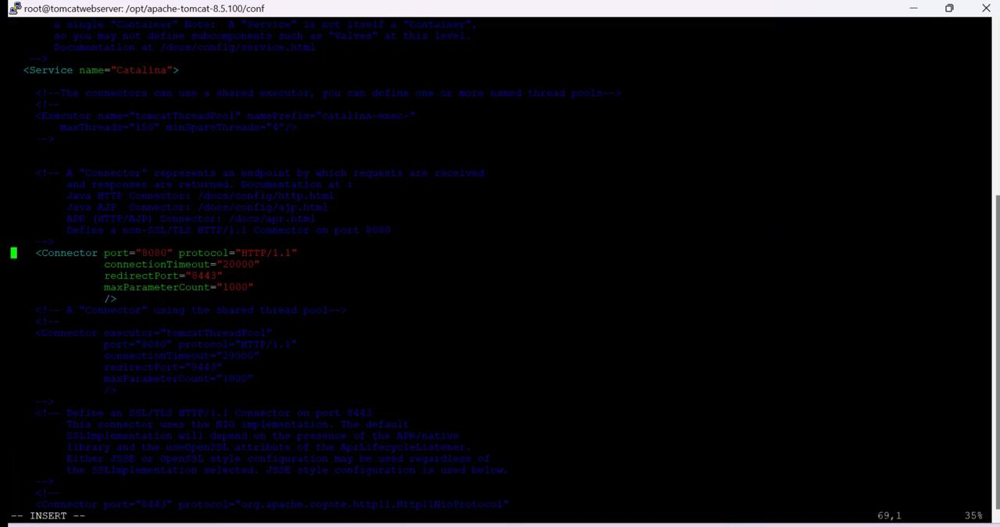 root@tomcatwebserver: /opt/apache-tomcat-8.5.100/conf
a single "Container" Note:  A "Service" is not itself a "Container",
so you may not define subcomponents such as "Valves" at this level.
Documentation at /docs/config/service.html
-->
<Service name="Catalina">
<!--The connectors can use a shared executor, you can define one or more named thread pools-->
<!--
<Executor name="tomcatThreadPool" namePrefix="catalina-exec-"
maxThreads="150" minSpareThreads="4"/>
-->
<!-- A "Connector" represents an endpoint by which requests are received
and responses are returned. Documentation at :
Java HTTP Connector: /docs/config/http.html
Java AJP  Connector: /docs/config/ajp.html
APR (HTTP/AJP) Connector: /docs/apr.html
Define a non-SSL/TLS HTTP/1.1 Connector on port 8080
-->
<Connector port="8080" protocol="HTTP/1.1"
connectionTimeout="20000"
redirectPort="8443"
maxParameterCount="1000"
/>
<!-- A "Connector" using the shared thread pool-->
<!--
<Connector executor="tomcatThreadPool"
port="8080" protocol="HTTP/1.1"
connectionTimeout="20000"
redirectPort="8443"
maxParameterCount="1000"
/>
-->
<!-- Define an SSL/TLS HTTP/1.1 Connector on port 8443
This connector uses the NIO implementation. The default
SSLImplementation will depend on the presence of the APR/native
library and the useOpenSSL attribute of the AprLifecycleListener.
Either JSSE or OpenSSL style configuration may be used regardless of
the SSLImplementation selected. JSSE style configuration is used below.
-->
<!--
<Connector port="8443" protocol="org.apache.coyote.http11.Http11NioProtocol"
-- INSERT -- 69,1 35%